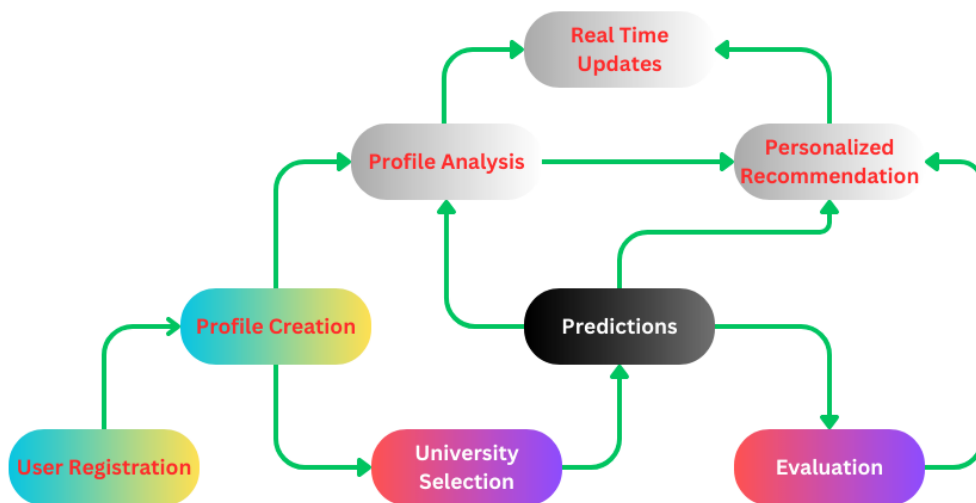 Real Time
Updates
Profile Analysis
Personalized
Recommendation
Profile Creation
Predictions
User Registration
University
Selection
Evaluation